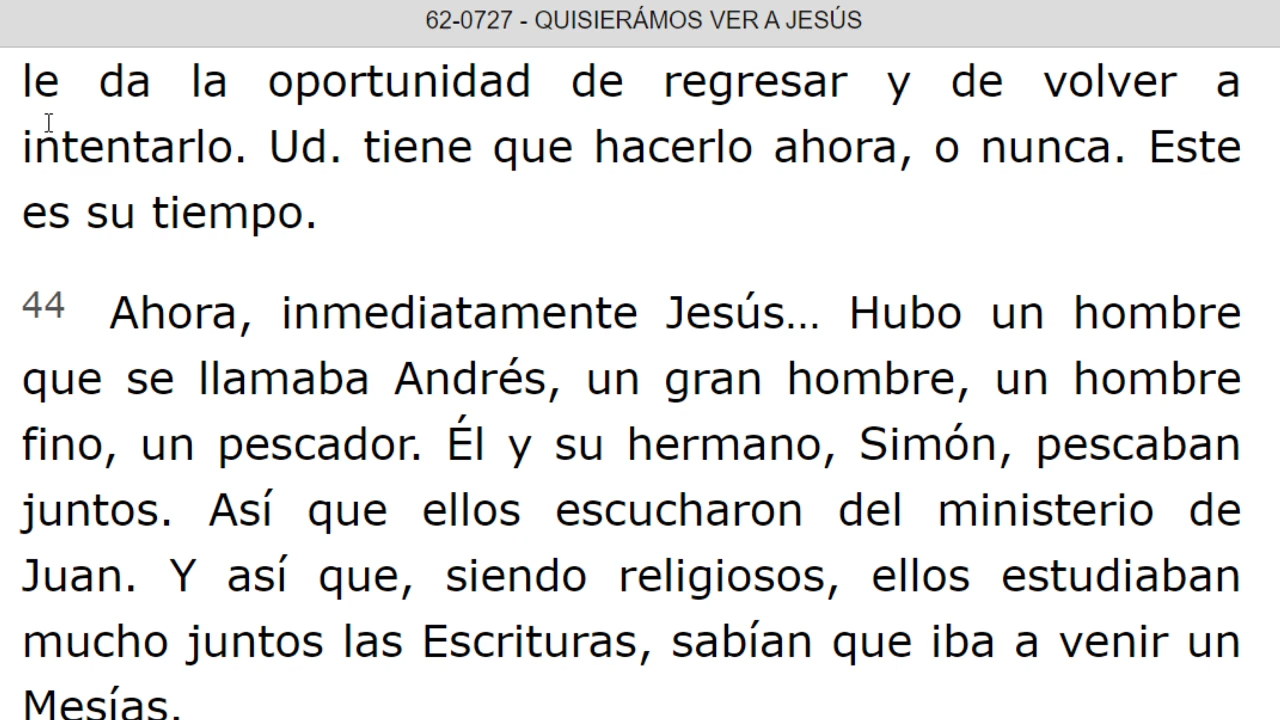 62-0727 - QUISIERÁMOS VER A JESÚS
le da la oportunidad de regresar y de volver a
intentarlo. Ud. tiene que hacerlo ahora, o nunca. Este
es su tiempo.
44 Ahora, inmediatamente Jesús... Hubo un hombre
que se llamaba Andrés, un gran hombre, un hombre
fino, un pescador. Él y su hermano, Simón, pescaban
juntos. Así que ellos escucharon del ministerio de
Juan. Y así que, siendo religiosos, ellos estudiaban
mucho juntos las Escrituras, sabían que iba a venir un
Mesías.